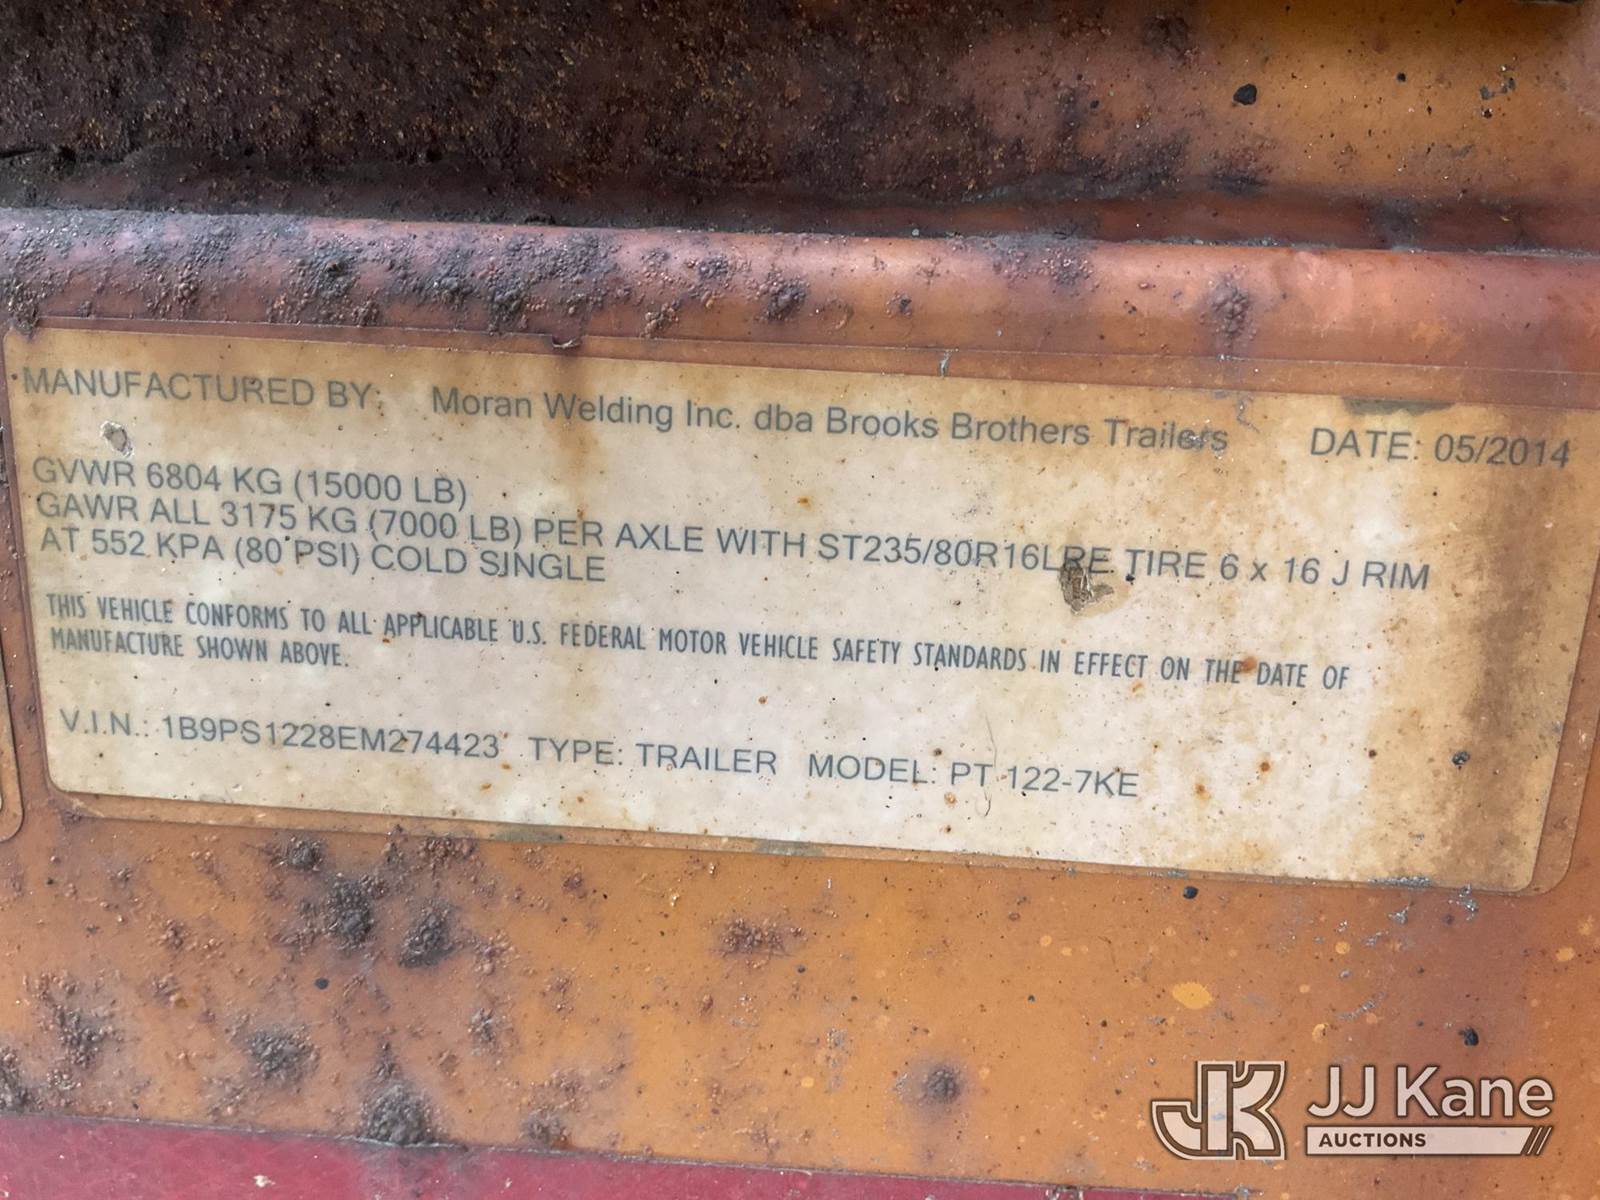 MANUFACTURED BY: Moran Welding Inc. dba Brooks Brothers Trailers DATE: 05/2014
GVWR 6804 KG (15000 LB)
GAWR ALL 3175 KG (7000 LB) PER AXLE WITH ST235/80R16LRE TIRE 6 x 16 J RIM
AT 552 KPA (80 PSI) COLD SINGLE
THIS VEHICLE CONFORMS TO ALL APPLICABLE U.S. FEDERAL MOTOR VEHICLE SAFETY STANDARDS IN EFFECT ON THE DATE OF
MANUFACTURE SHOWN ABOVE.
V.I.N.: 1B9PS1228EM274423 TYPE: TRAILER MODEL: PT 122-7KE
JK JJ Kane
AUCTIONS